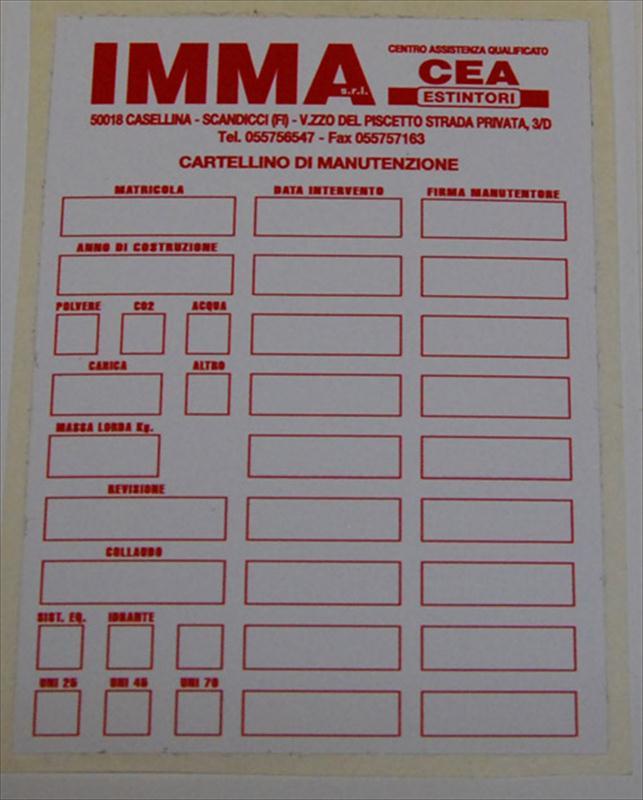 IMMA s.r.l.
CENTRO ASSISTENZA QUALIFICATO
CEA
ESTINTORI
50018 CASELLINA - SCANDICCI (FI) - V.ZZO DEL PISCETTO STRADA PRIVATA, 3/D
Tel. 055756547 - Fax 055757163
CARTELLINO DI MANUTENZIONE
MATRICOLA DATA INTERVENTO FIRMA MANUTENTORE
ANNO DI COSTRUZIONE
POLVERE CO2 ACQUA
CARICA ALTRO
MASSA LORDA Kg.
REVISIONE
COLLAUDO
SIST. EQ. IDRANTE
UNI 25 UNI 45 UNI 70